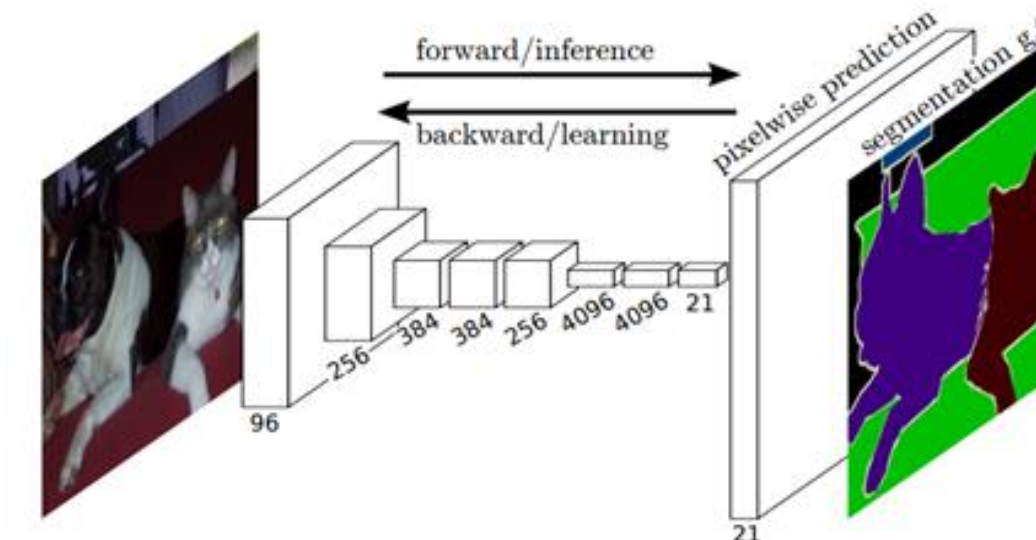 forward/inference
backward/learning
pixelwise prediction
segmentation g.
96
256
384
384
256
4096
4096
21
21